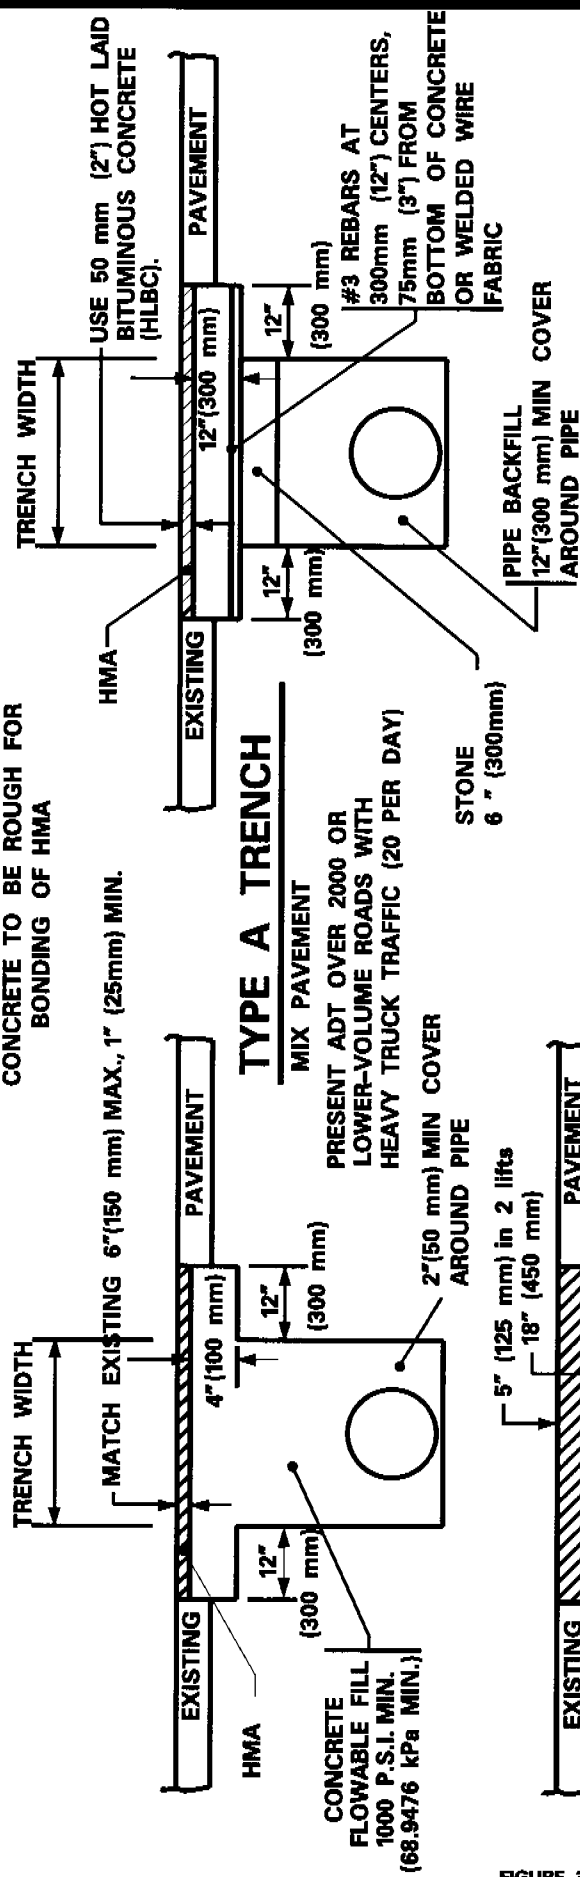 CONCRETE TO BE ROUGH FOR
BONDING OF HMA
TRENCH WIDTH
MATCH EXISTING 6"(150 mm) MAX., 1" (25mm) MIN.
EXISTING
PAVEMENT
HMA
4"(100 mm)
12"
(300 mm)
12"
(300 mm)
CONCRETE
FLOWABLE FILL
1000 P.S.I. MIN.
(68.9476 kPa MIN.)
2"(50 mm) MIN COVER
AROUND PIPE
TRENCH WIDTH
USE 50 mm (2") HOT LAID
BITUMINOUS CONCRETE
(HLBC).
HMA
EXISTING
PAVEMENT
12"(300 mm)
12"
(300 mm)
12"
(300 mm)
#3 REBARS AT
300mm (12") CENTERS,
75mm (3") FROM
BOTTOM OF CONCRETE
OR WELDED WIRE
FABRIC
STONE
6 " (300mm)
PIPE BACKFILL
12"(300 mm) MIN COVER
AROUND PIPE
TYPE A TRENCH
MIX PAVEMENT
PRESENT ADT OVER 2000 OR
LOWER-VOLUME ROADS WITH
HEAVY TRUCK TRAFFIC (20 PER DAY)
5" (125 mm) in 2 lifts
18" (450 mm)
EXISTING
PAVEMENT